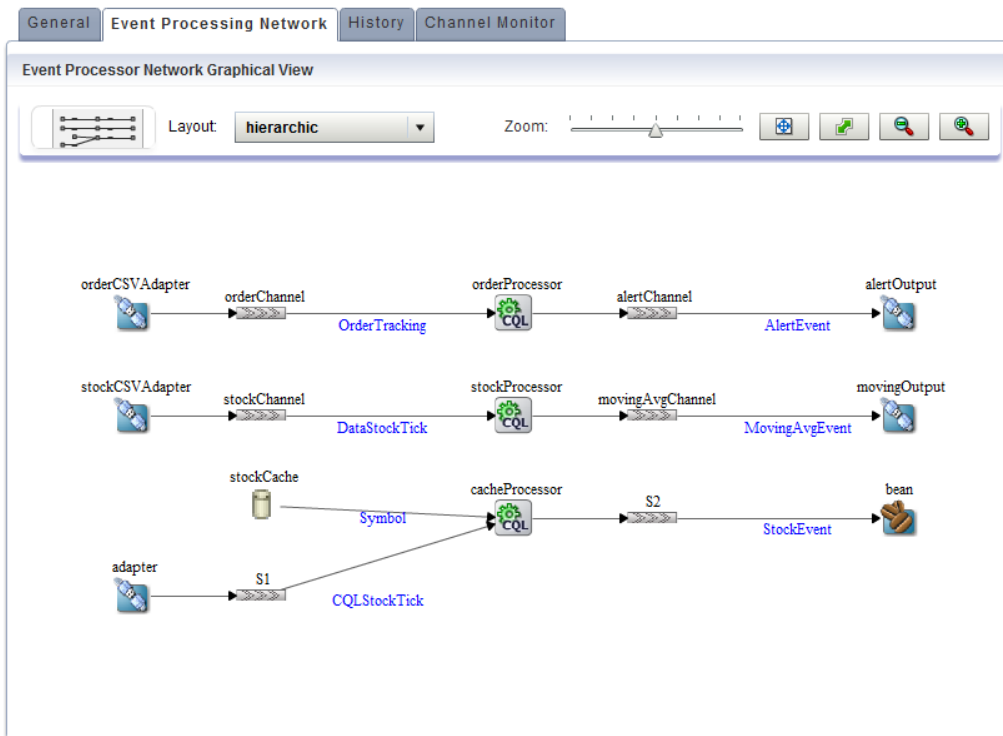 General
Event Processing Network
History
Channel Monitor
Event Processor Network Graphical View
Layout:
hierarchic
Zoom:
orderCSVAdapter
orderChannel
OrderTracking
orderProcessor
CQL
alertChannel
AlertEvent
alertOutput
stockCSVAdapter
stockChannel
DataStockTick
stockProcessor
CQL
movingAvgChannel
MovingAvgEvent
movingOutput
stockCache
Symbol
cacheProcessor
CQL
S2
StockEvent
bean
adapter
S1
CQLStockTick